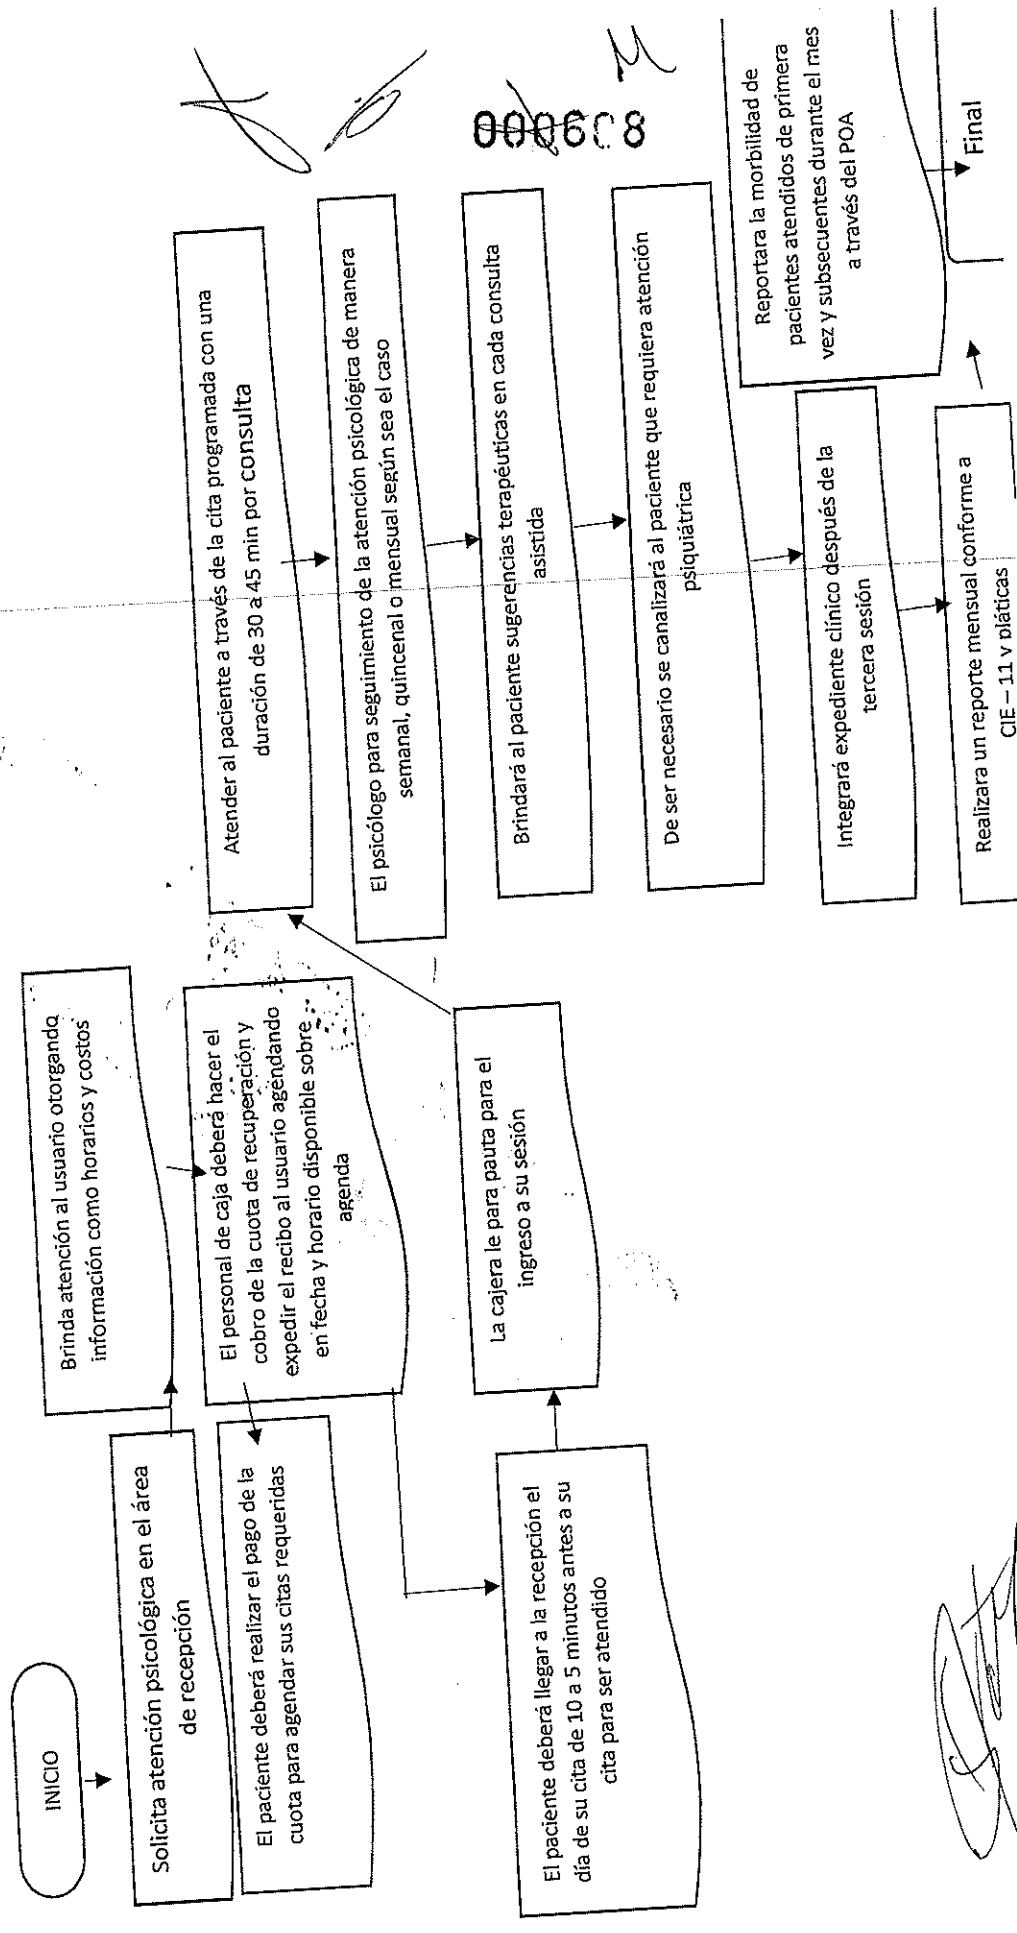 INICIO
Solicita atención psicológica en el área
de recepción
El paciente deberá realizar el pago de la
cuota para agendar sus citas requeridas
El paciente deberá llegar a la recepción el
día de su cita de 10 a 5 minutos antes a su
cita para ser atendido
Brinda atención al usuario otorgando
información como horarios y costos
El personal de caja deberá hacer el
cobro de la cuota de recuperación y
expedir el recibo al usuario agendando
en fecha y horario disponible sobre
agenda
La cajera le para pauta para el
ingreso a su sesión
Atender al paciente a través de la cita programada con una
duración de 30 a 45 min por consulta
El psicólogo para seguimiento de la atención psicológica de manera
semanal, quincenal o mensual según sea el caso
Brindará al paciente sugerencias terapéuticas en cada consulta
asistida
De ser necesario se canalizará al paciente que requiera atención
psiquiátrica
Integrará expediente clínico después de la
tercera sesión
Realizara un reporte mensual conforme a
CIE – 11 y pláticas
Reportara la morbilidad de
pacientes atendidos de primera
vez y subsecuentes durante el mes
a través del POA
Final
000608